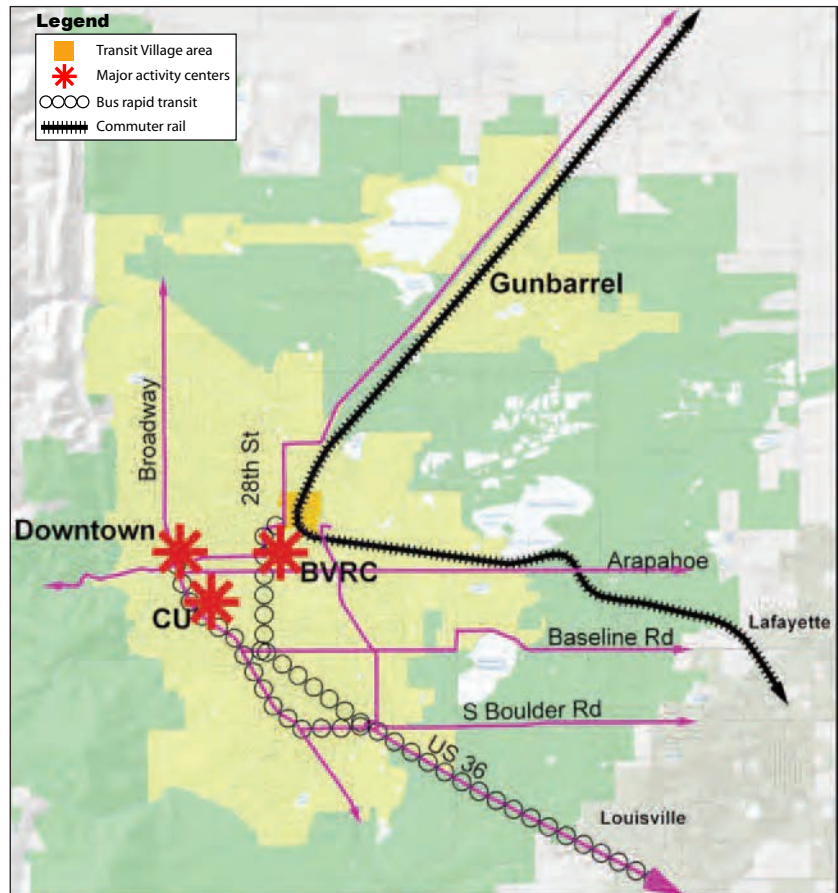 Legend
Transit Village area
Major activity centers
Bus rapid transit
Commuter rail
Gunbarrel
Broadway
28th St
Downtown
BVRC
Arapahoe
CU
Lafayette
Baseline Rd
S Boulder Rd
US 36
Louisville